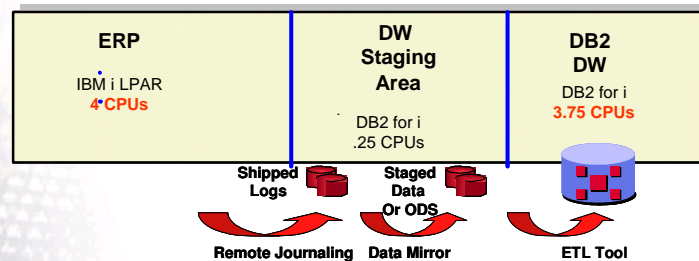 ERP
IBM i LPAR
4 CPUs
DW
Staging
Area
DB2 for i
.25 CPUs
DB2
DW
DB2 for i
3.75 CPUs
Shipped
Logs
Staged
Data
Or ODS
Remote Journaling
Data Mirror
ETL Tool